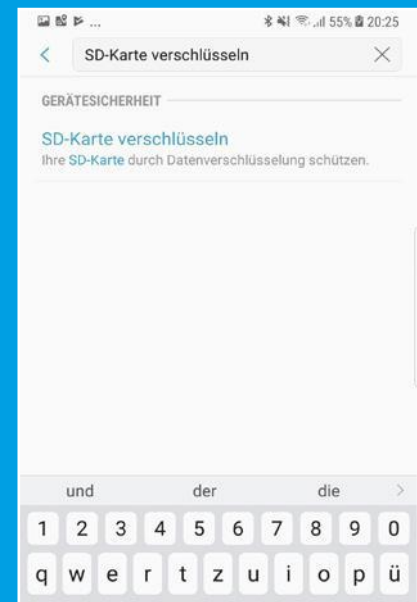 ... 55% 20:25
SD-Karte verschlüsseln
GERÄTESICHERHEIT
SD-Karte verschlüsseln
Ihre SD-Karte durch Datenverschlüsselung schützen.
und der die
1 2 3 4 5 6 7 8 9 0
q w e r t z u i o p ü